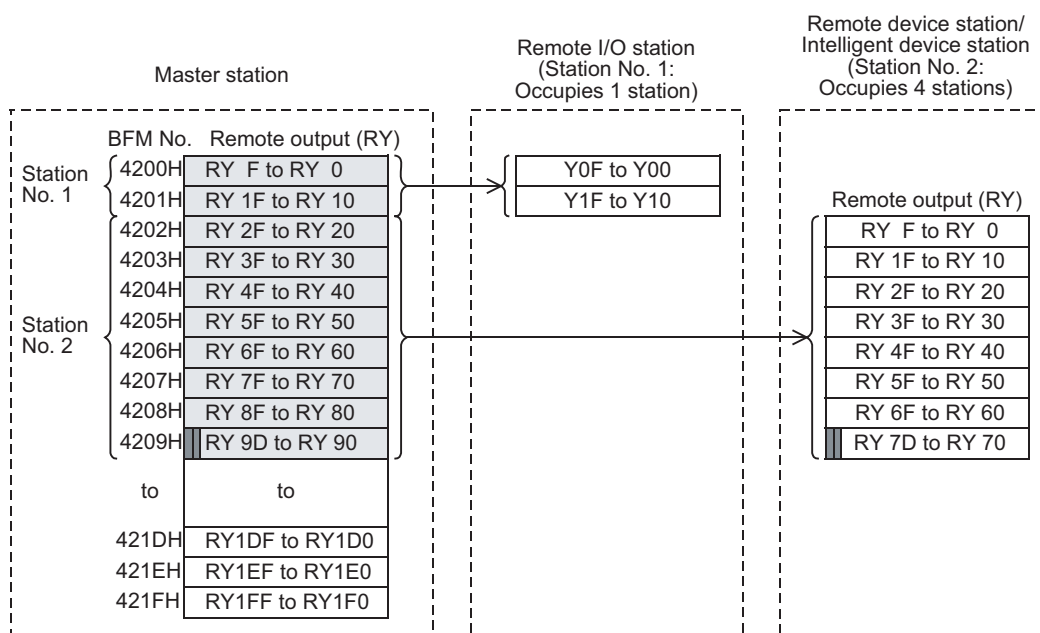 Master station
Remote I/O station
(Station No. 1:
Occupies 1 station)
Remote device station/
Intelligent device station
(Station No. 2:
Occupies 4 stations)
BFM No. Remote output (RY)
Station
No. 1
4200H RY F to RY 0
4201H RY 1F to RY 10
Station
No. 2
4202H RY 2F to RY 20
4203H RY 3F to RY 30
4204H RY 4F to RY 40
4205H RY 5F to RY 50
4206H RY 6F to RY 60
4207H RY 7F to RY 70
4208H RY 8F to RY 80
4209H RY 9D to RY 90
to to
421DH RY1DF to RY1D0
421EH RY1EF to RY1E0
421FH RY1FF to RY1F0
Y0F to Y00
Y1F to Y10
Remote output (RY)
RY F to RY 0
RY 1F to RY 10
RY 2F to RY 20
RY 3F to RY 30
RY 4F to RY 40
RY 5F to RY 50
RY 6F to RY 60
RY 7D to RY 70